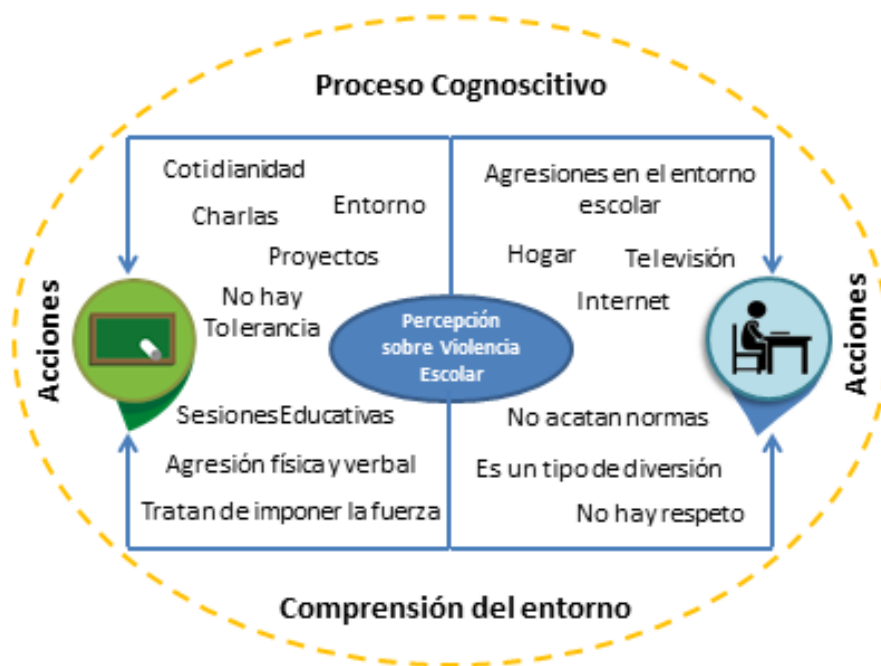 Proceso Cognoscitivo
Cotidianidad
Charlas
Entorno
Proyectos
No hay
Tolerancia
Agresiones en el entorno
escolar
Hogar
Televisión
Internet
Acciones
Percepción
sobre Violencia
Escolar
Acciones
Sesiones Educativas
Agresión física y verbal
Tratan de imponer la fuerza
No acatan normas
Es un tipo de diversión
No hay respeto
Comprensión del entorno